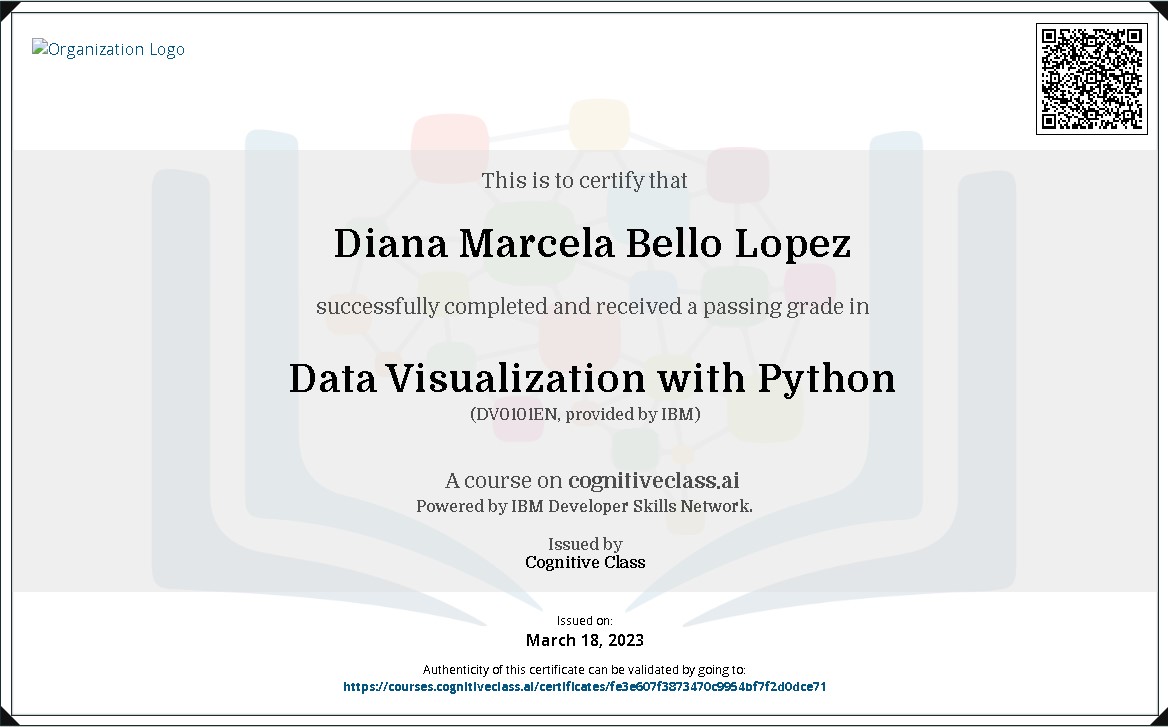 Organization Logo
This is to certify that
Diana Marcela Bello Lopez
successfully completed and received a passing grade in
Data Visualization with Python
(DV0101EN, provided by IBM)
A course on cognitiveclass.ai
Powered by IBM Developer Skills Network.
Issued by
Cognitive Class
Issued on:
March 18, 2023
Authenticity of this certificate can be validated by going to:
https://courses.cognitiveclass.ai/certificates/fe3e607f3873470c9954bf7f2d0dce71